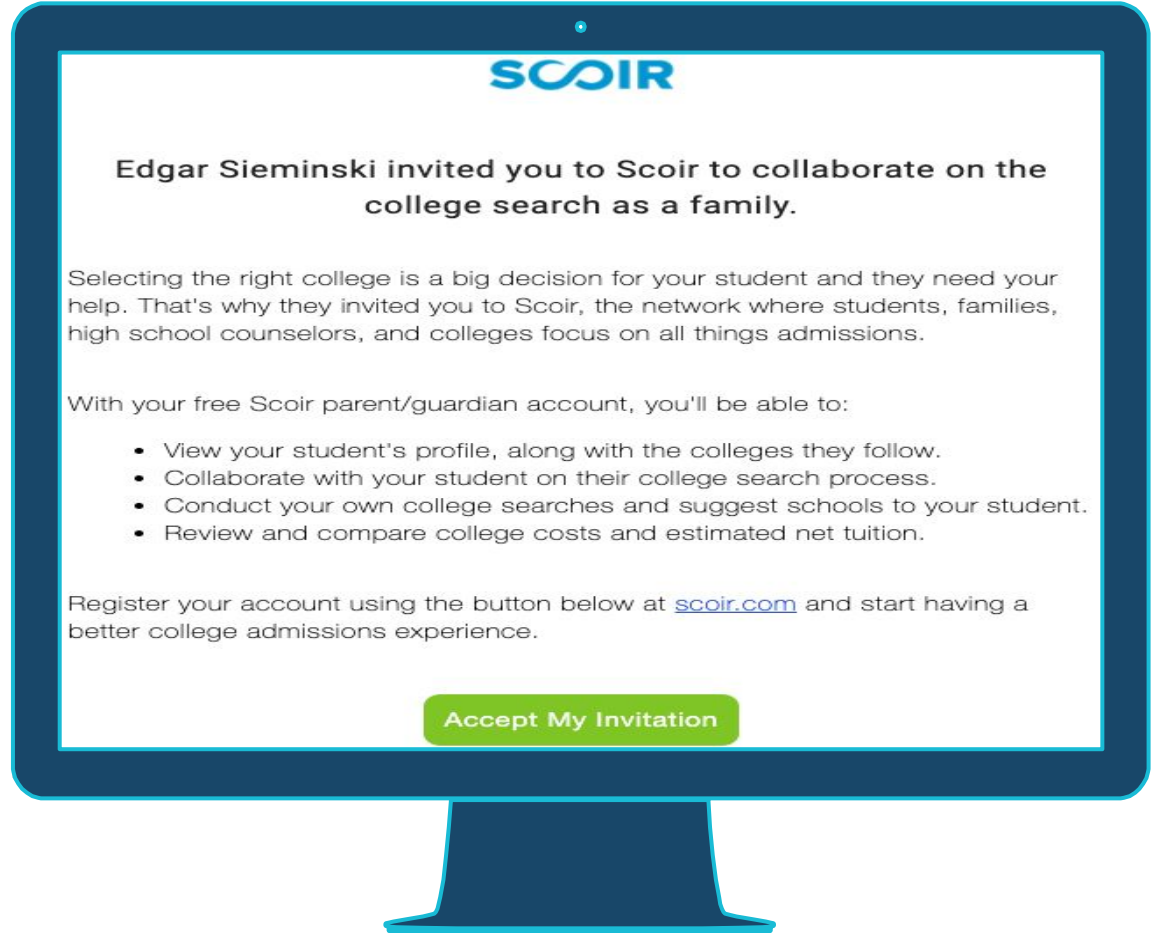 SCOIR
Edgar Sieminski invited you to Scoir to collaborate on the
college search as a family.
Selecting the right college is a big decision for your student and they need your
help. That's why they invited you to Scoir, the network where students, families,
high school counselors, and colleges focus on all things admissions.
With your free Scoir parent/guardian account, you'll be able to:
• View your student's profile, along with the colleges they follow.
• Collaborate with your student on their college search process.
• Conduct your own college searches and suggest schools to your student.
• Review and compare college costs and estimated net tuition.
Register your account using the button below at scoir.com and start having a
better college admissions experience.
Accept My Invitation